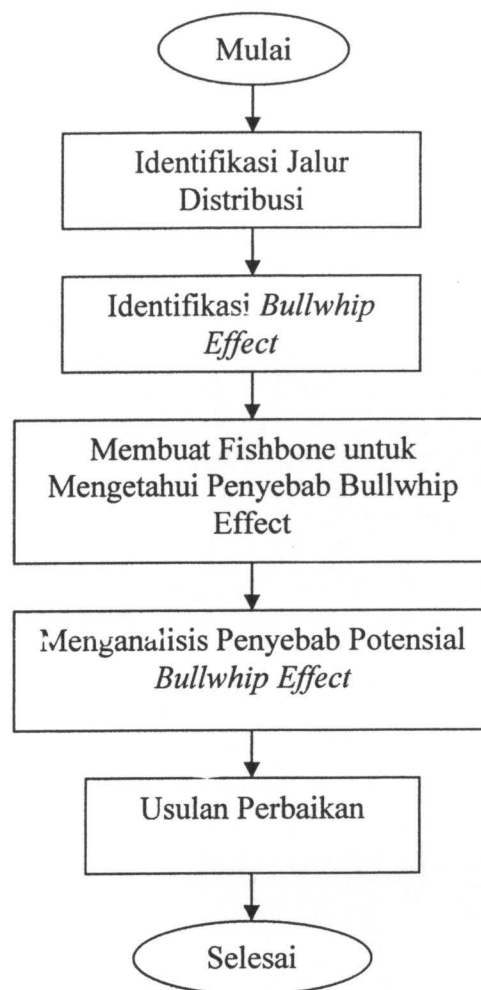 Mulai
Identifikasi Jalur
Distribusi
Identifikasi Bullwhip
Effect
Membuat Fishbone untuk
Mengetahui Penyebab Bullwhip
Effect
Menganalisis Penyebab Potensial
Bullwhip Effect
Usulan Perbaikan
Selesai